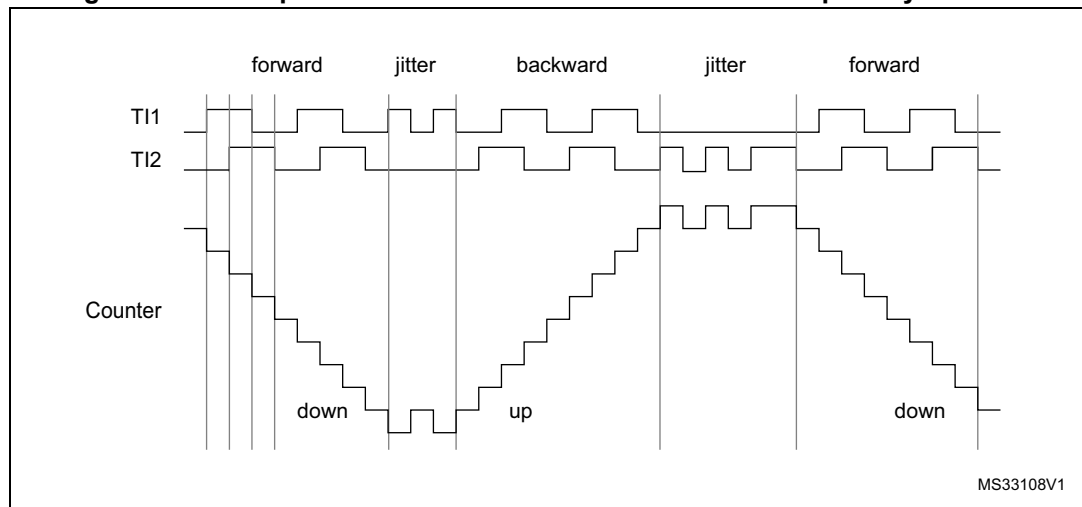 forward jitter backward jitter forward
TI1
TI2
Counter
down up down
MS33108V1